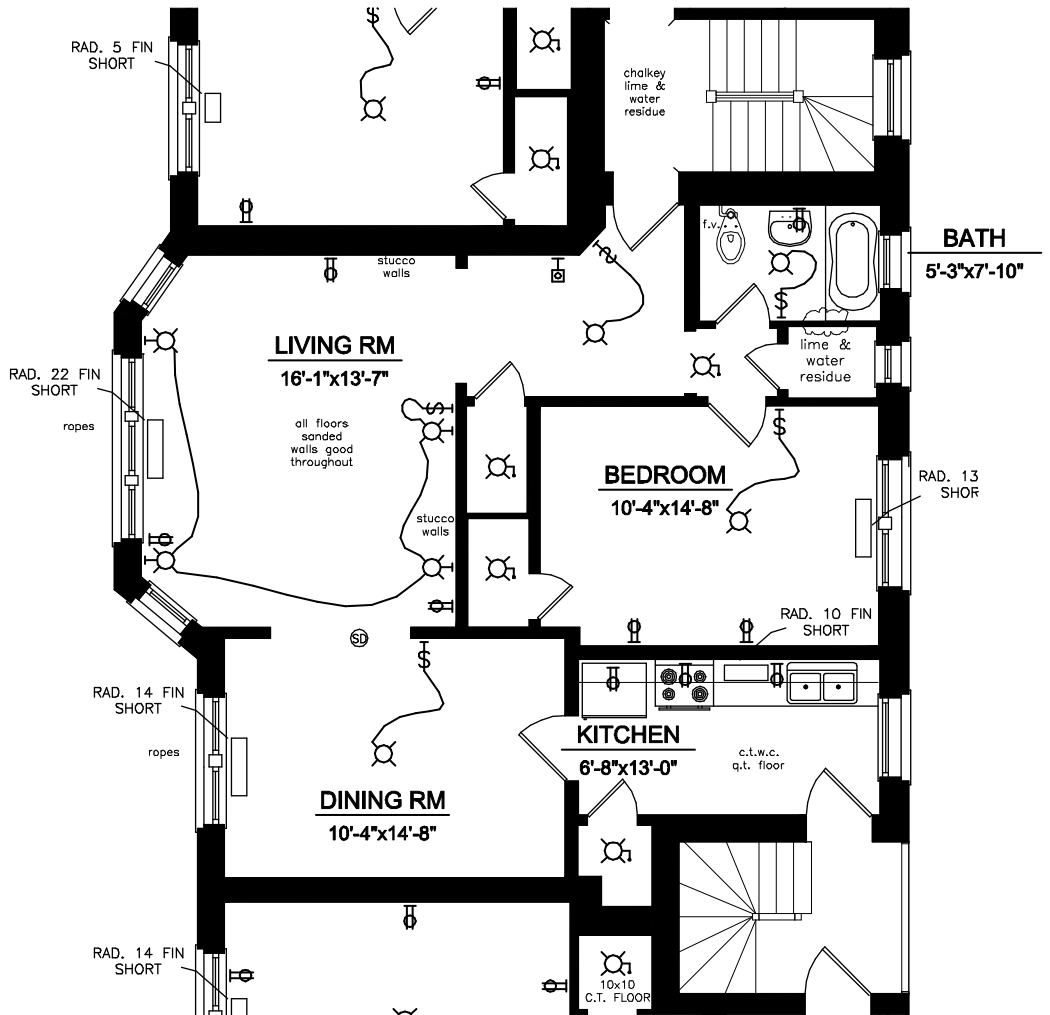 RAD. 5 FIN
SHORT
chalkey
lime &
water
residue
f.v.
BATH
5'-3"x7'-10"
stucco
walls
LIVING RM
16'-1"x13'-7"
lime &
water
residue
RAD. 22 FIN
SHORT
ropes
all floors
sanded
walls good
throughout
BEDROOM
10'-4"x14'-8"
RAD. 13
SHOR
stucco
walls
RAD. 10 FIN
SHORT
SD
RAD. 14 FIN
SHORT
ropes
KITCHEN
6'-8"x13'-0"
c.t.w.c.
q.t. floor
DINING RM
10'-4"x14'-8"
RAD. 14 FIN
SHORT
10x10
C.T. FLOOR